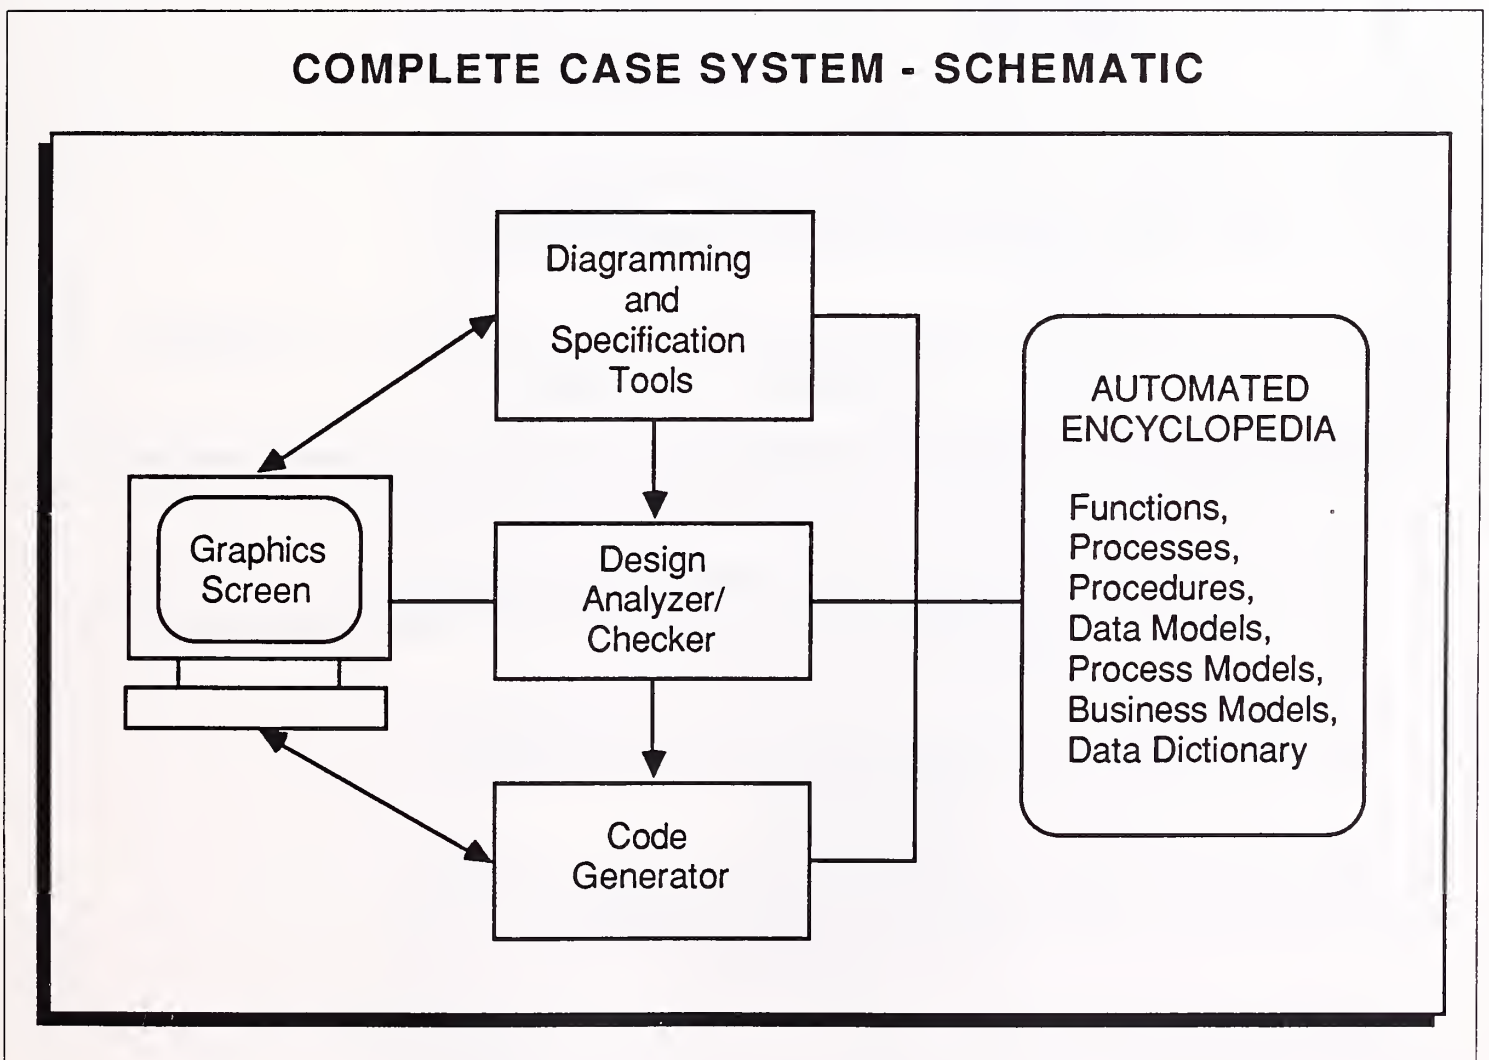 COMPLETE CASE SYSTEM - SCHEMATIC
Diagramming
and
Specification
Tools
Graphics
Screen
Design
Analyzer/
Checker
Code
Generator
AUTOMATED
ENCYCLOPEDIA
Functions,
Processes,
Procedures,
Data Models,
Process Models,
Business Models,
Data Dictionary